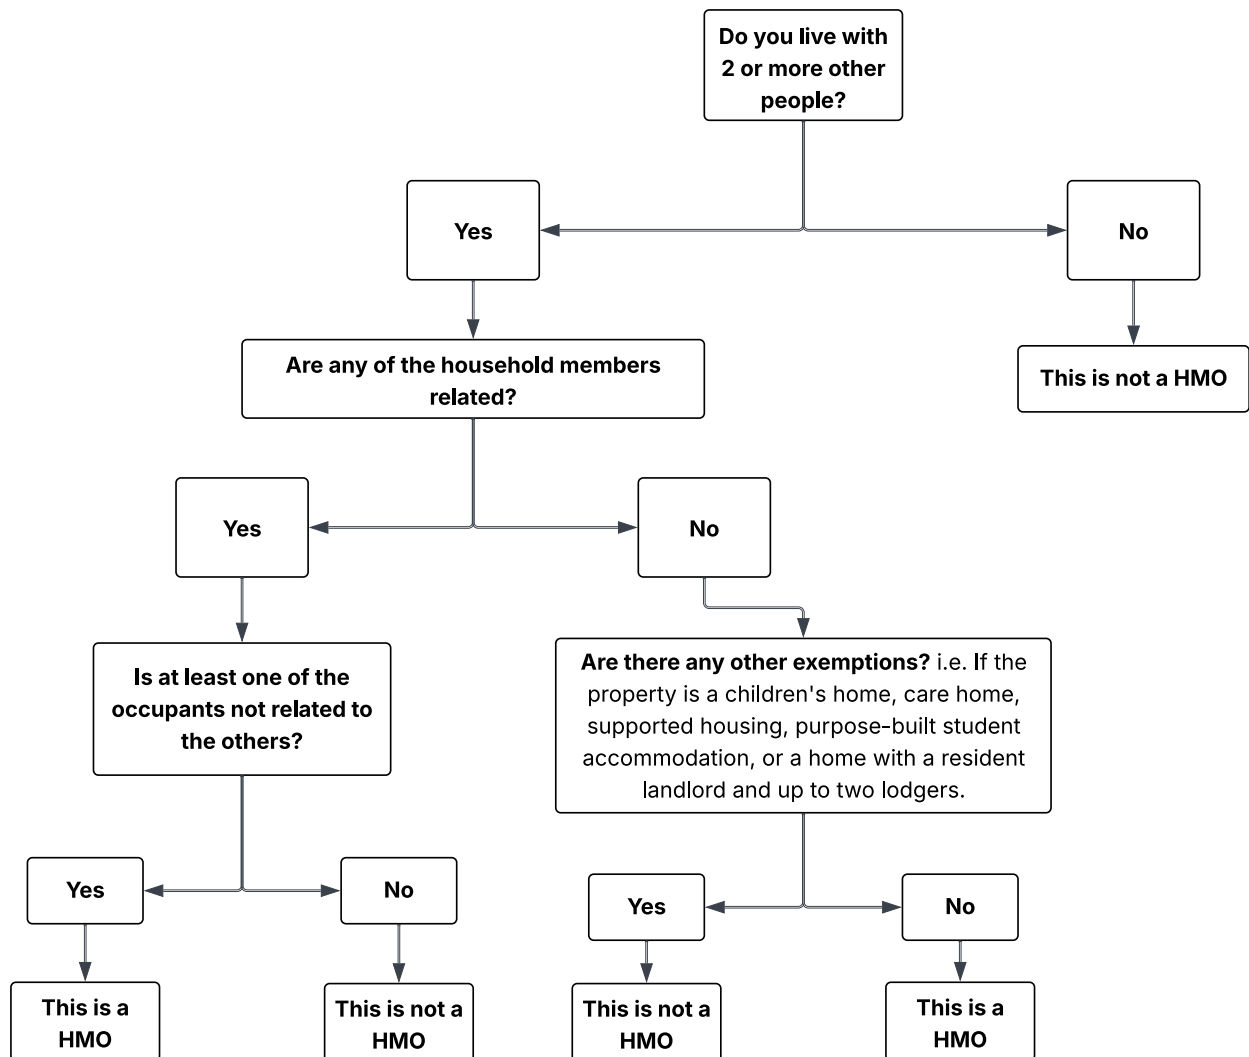 Do you live with
2 or more other
people?
Yes
No
Are any of the household members
related?
This is not a HMO
Yes
No
Is at least one of the
occupants not related to
the others?
Are there any other exemptions? i.e. If the
property is a children's home, care home,
supported housing, purpose-built student
accommodation, or a home with a resident
landlord and up to two lodgers.
Yes
No
Yes
No
This is a
HMO
This is not a
HMO
This is not a
HMO
This is a
HMO